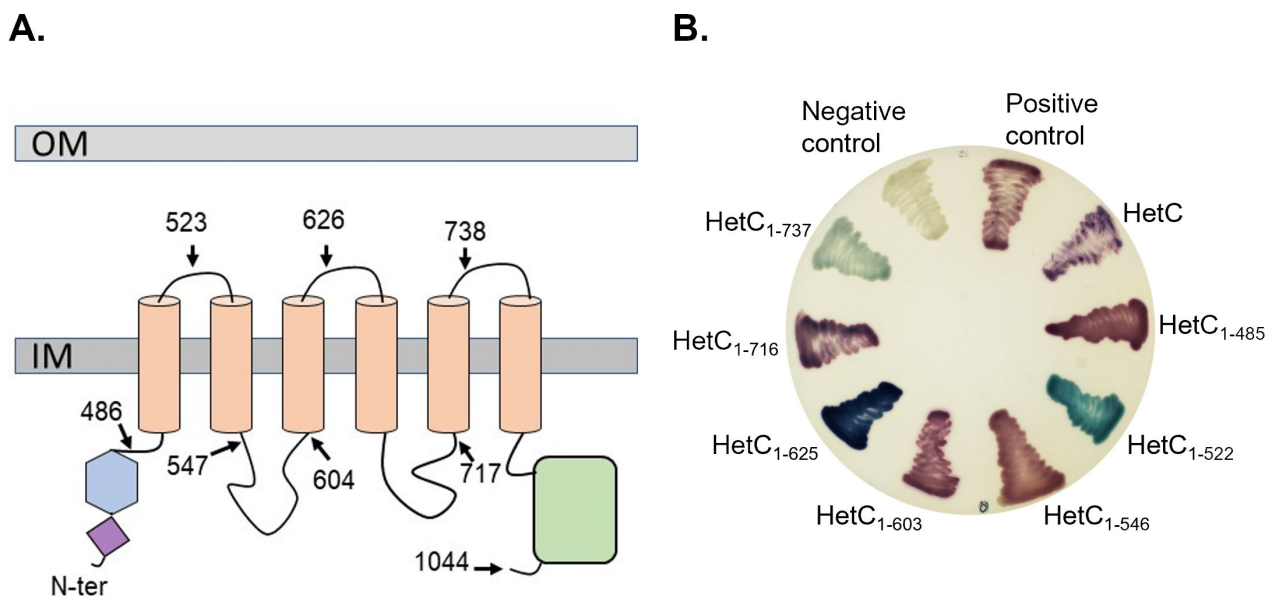 A.
OM
523
626
738
IM
486
547
604
717
1044
N-ter
B.
Negative
control
Positive
control
HetC1-737
HetC
HetC1-716
HetC1-485
HetC1-625
HetC1-522
HetC1-603
HetC1-546